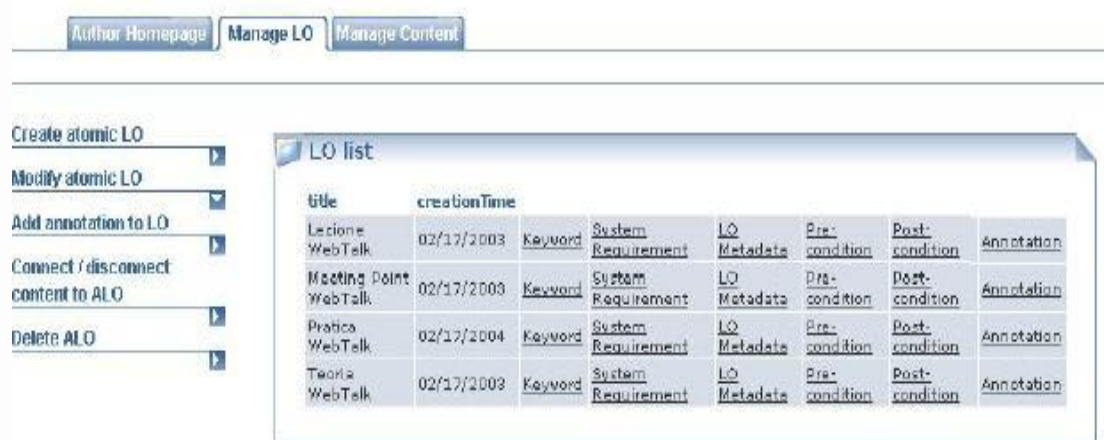 Author Homepage Manage LO Manage Content
Create atomic LO
Modify atomic LO
Add annotation to LO
Connect / disconnect
content to ALO
Delete ALO
LO list
title creationTime
Lezione
WebTalk
02/17/2003 Keyword System
Requirement LO
Metadata Pre-
condition Post-
condition Annotation
Meeting Point
WebTalk
02/17/2003 Keyword System
Requirement LO
Metadata Pre-
condition Post-
condition Annotation
Pratica
WebTalk
02/17/2004 Keyword System
Requirement LO
Metadata Pre-
condition Post-
condition Annotation
Teoria
WebTalk
02/17/2003 Keyword System
Requirement LO
Metadata Pre-
condition Post-
condition Annotation